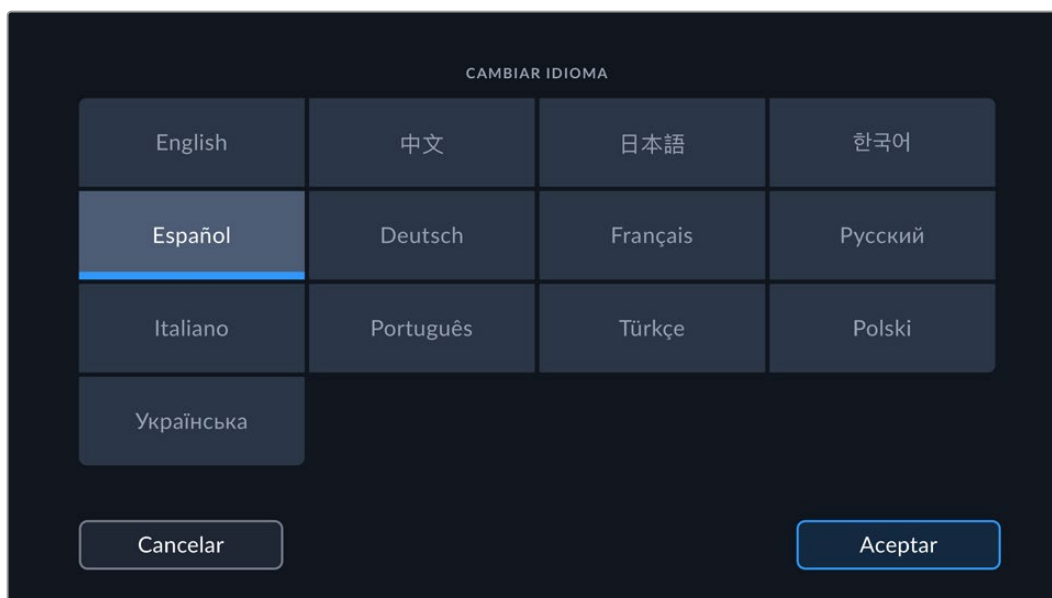 CAMBIAR IDIOMA
English 中文 日本語 한국어
Español Deutsch Français Русский
Italiano Português Türkçe Polski
Українська
Cancelar Aceptar